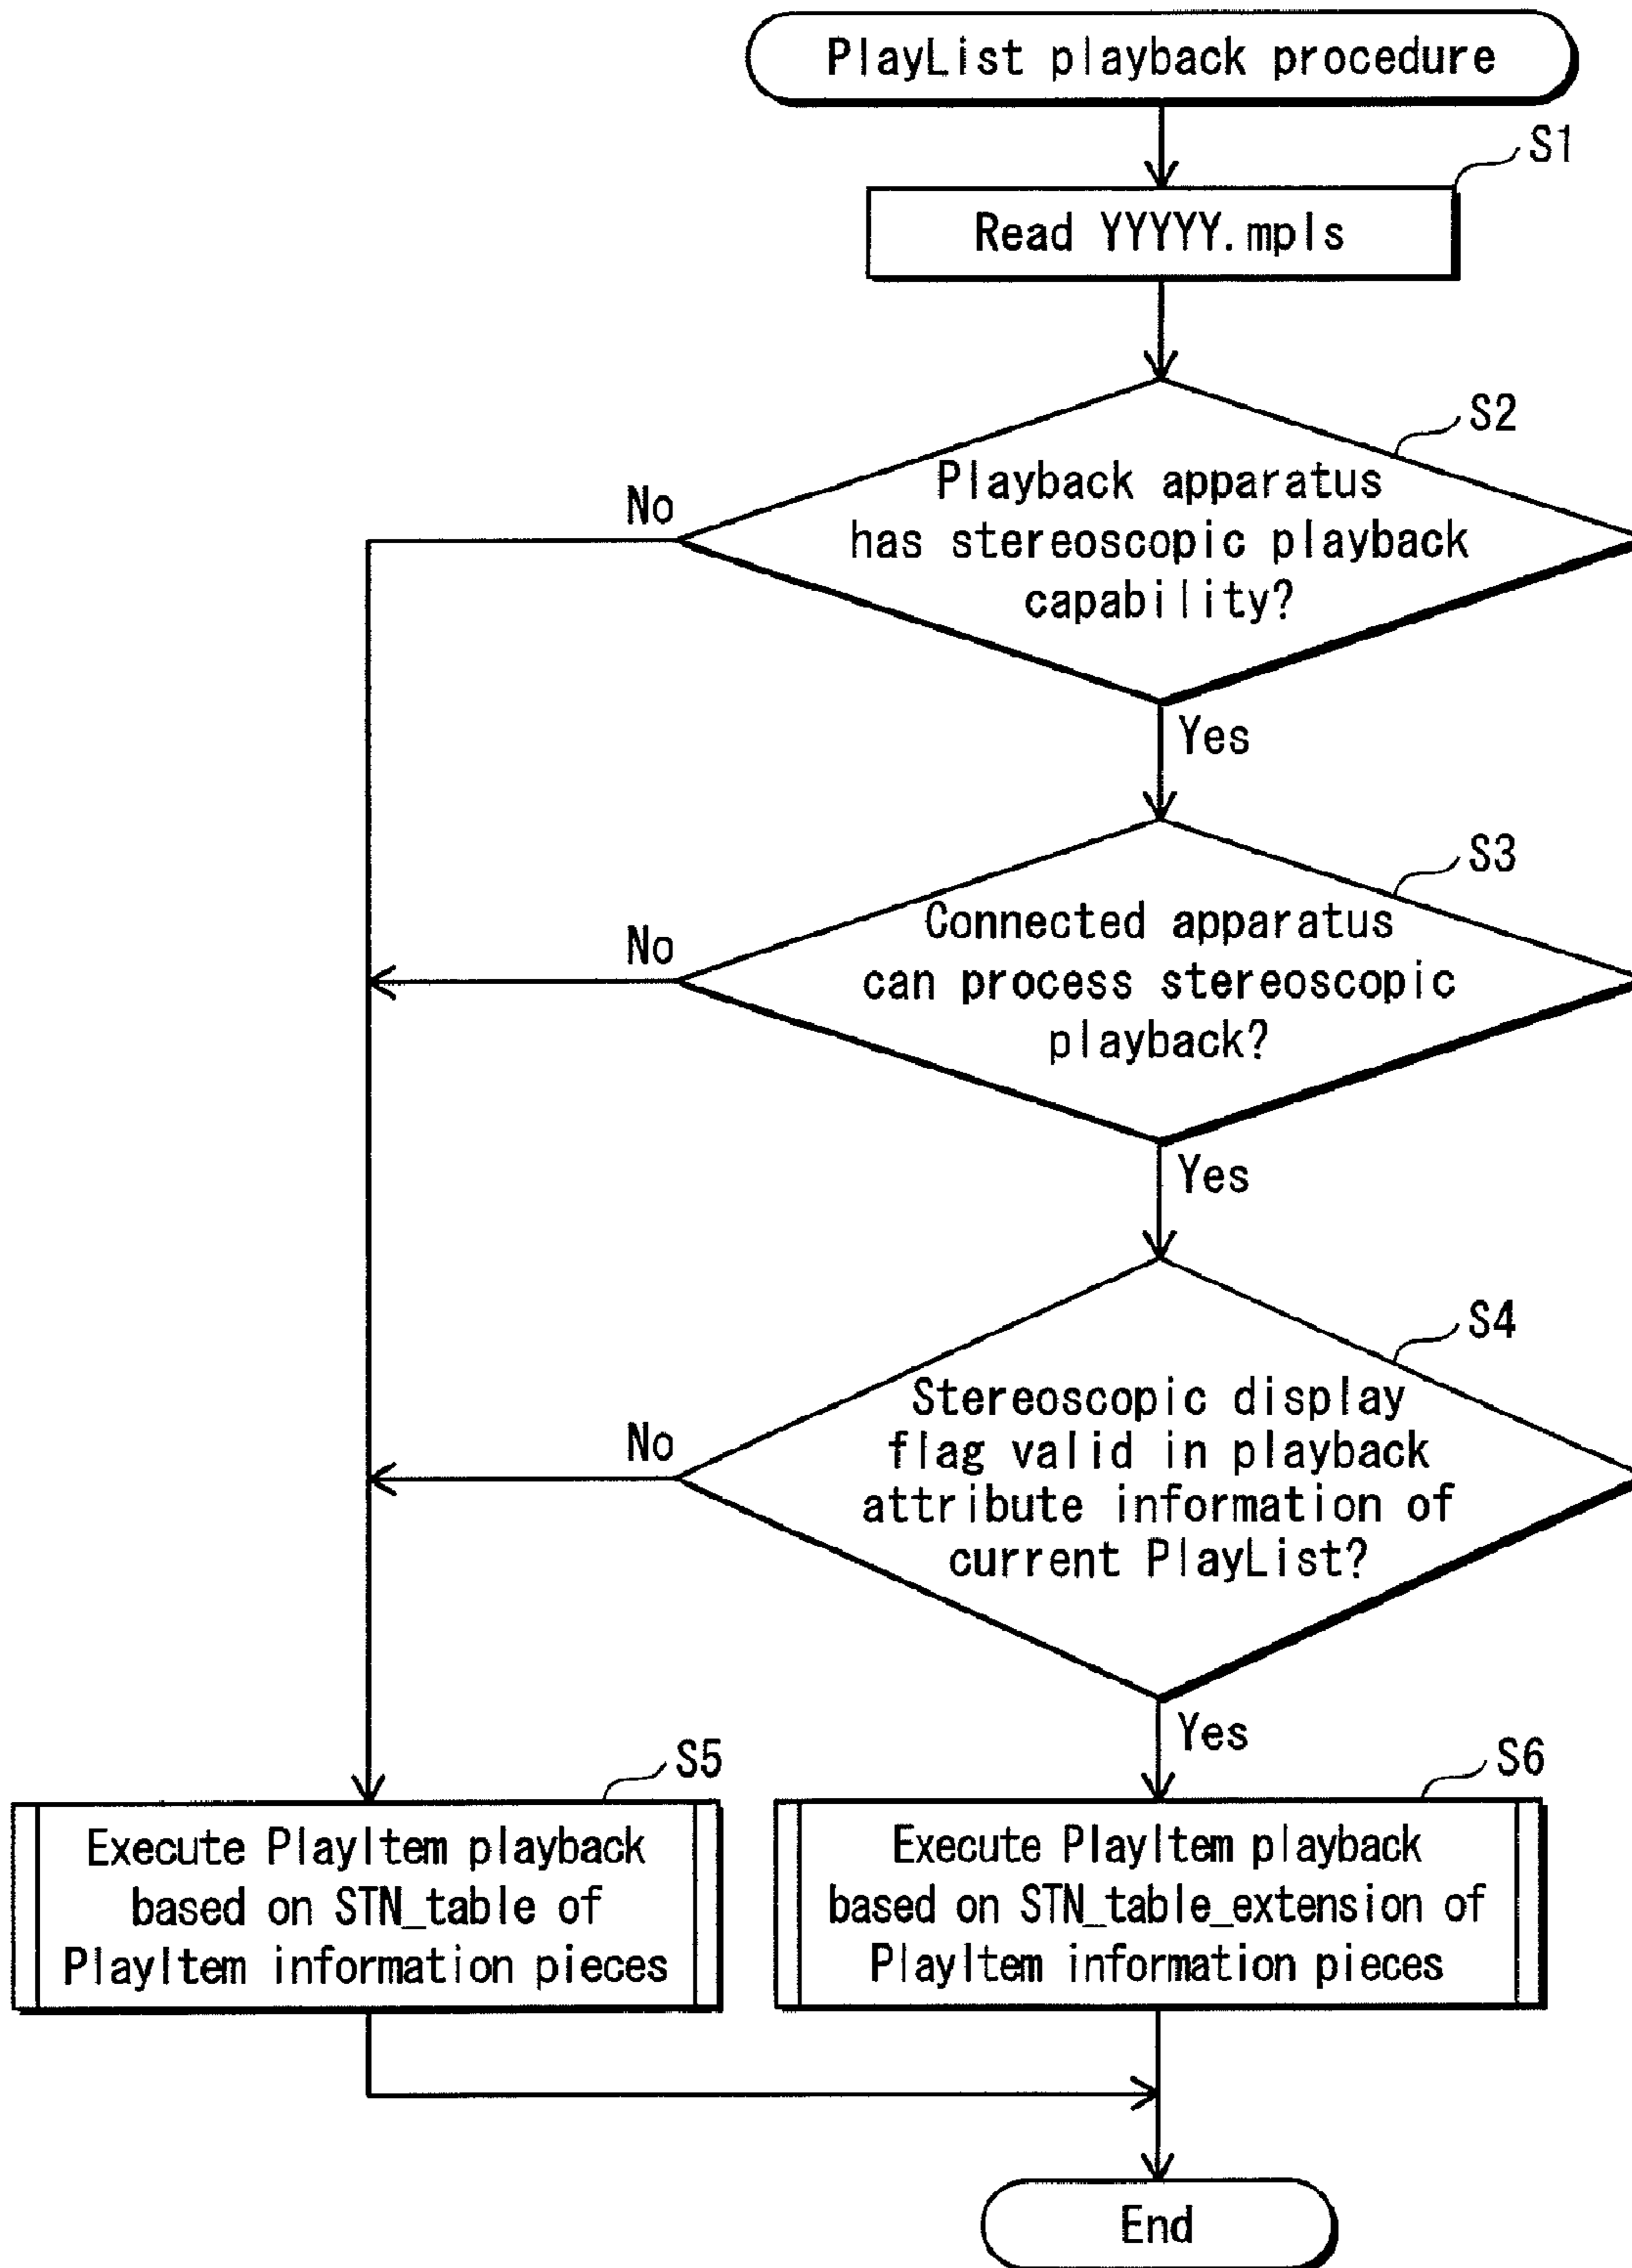 PlayList playback procedure
S1
Read YYYYY.mpls
S2
Playback apparatus
has stereoscopic playback
capability?
No
Yes
S3
Connected apparatus
can process stereoscopic
playback?
No
Yes
S4
Stereoscopic display
flag valid in playback
attribute information of
current PlayList?
No
Yes
S5
Execute PlayItem playback
based on STN_table of
PlayItem information pieces
S6
Execute PlayItem playback
based on STN_table_extension of
PlayItem information pieces
End